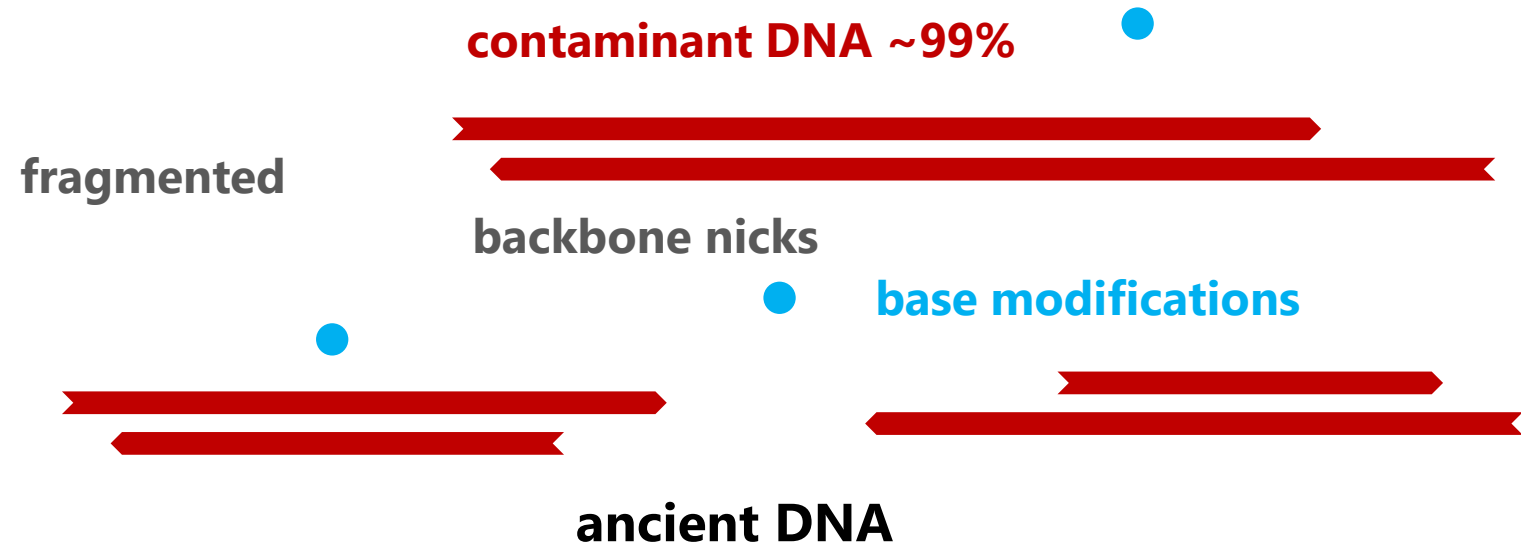 contaminant DNA ~99%
fragmented
backbone nicks
base modifications
ancient DNA